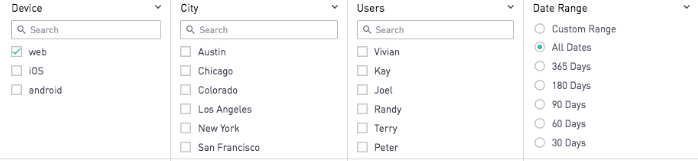 Device
Search
web
iOS
android
City
Search
Austin
Chicago
Colorado
Los Angeles
New York
San Francisco
Users
Search
Vivian
Kay
Joel
Randy
Terry
Peter
Date Range
Custom Range
All Dates
365 Days
180 Days
90 Days
60 Days
30 Days